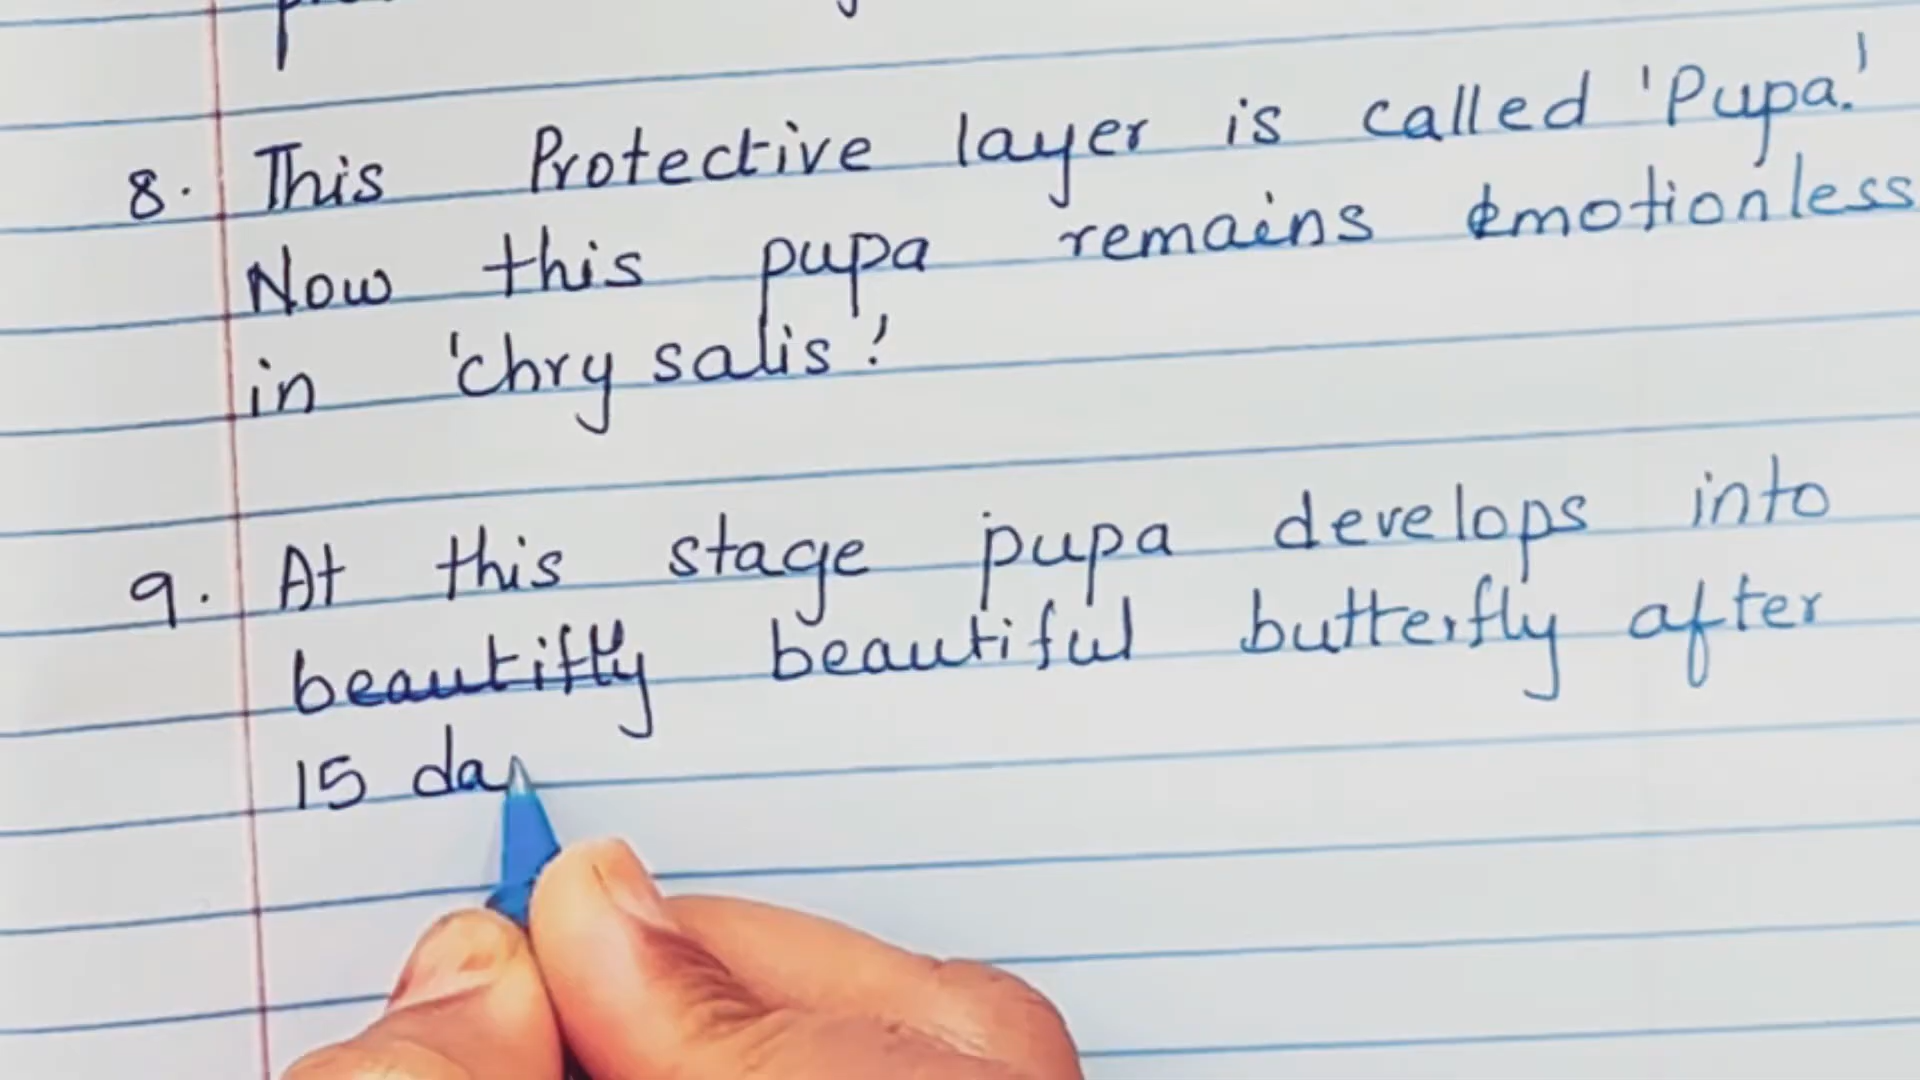 8. This Protective layer is called 'Pupa.'
Now this pupa remains emotionless
in 'chrysalis'.
9. At this stage pupa develops into
beautifly beautiful butterfly after
15 da